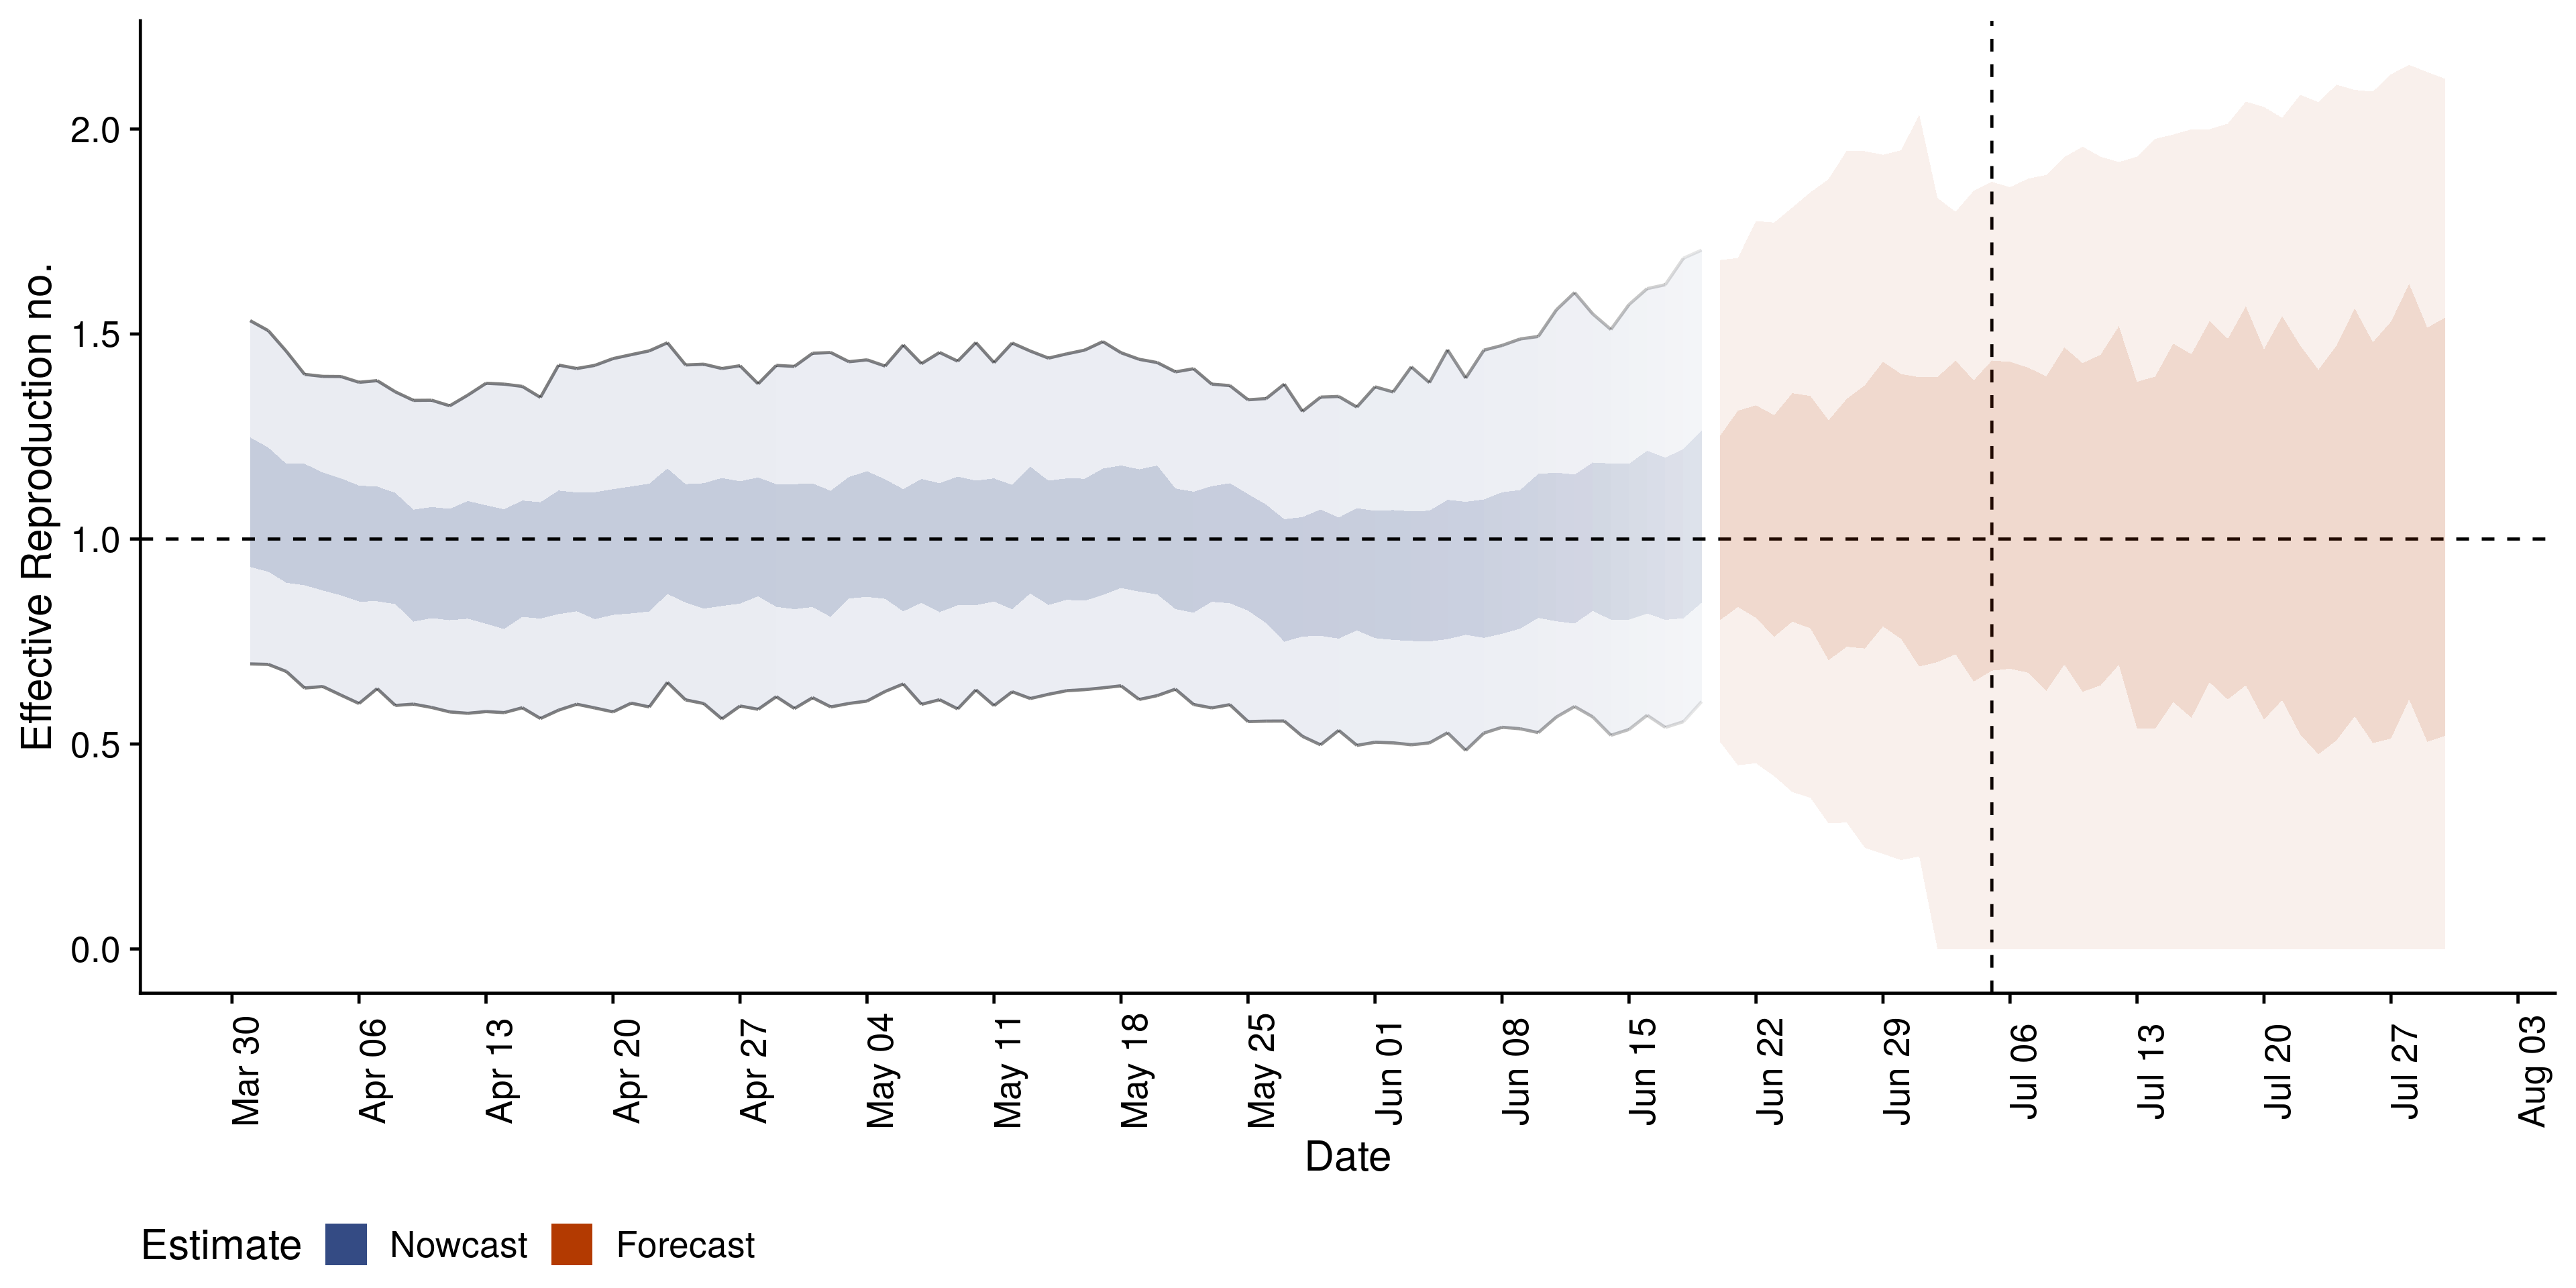 Effective Reproduction no.
2.0
1.5
1.0
0.5
0.0
Mar 30
Apr 06
Apr 13
Apr 20
Apr 27
May 04
May 11
May 18
May 25
Jun 01
Jun 08
Jun 15
Jun 22
Jun 29
Jul 06
Jul 13
Jul 20
Jul 27
Aug 03
Date
Estimate Nowcast Forecast